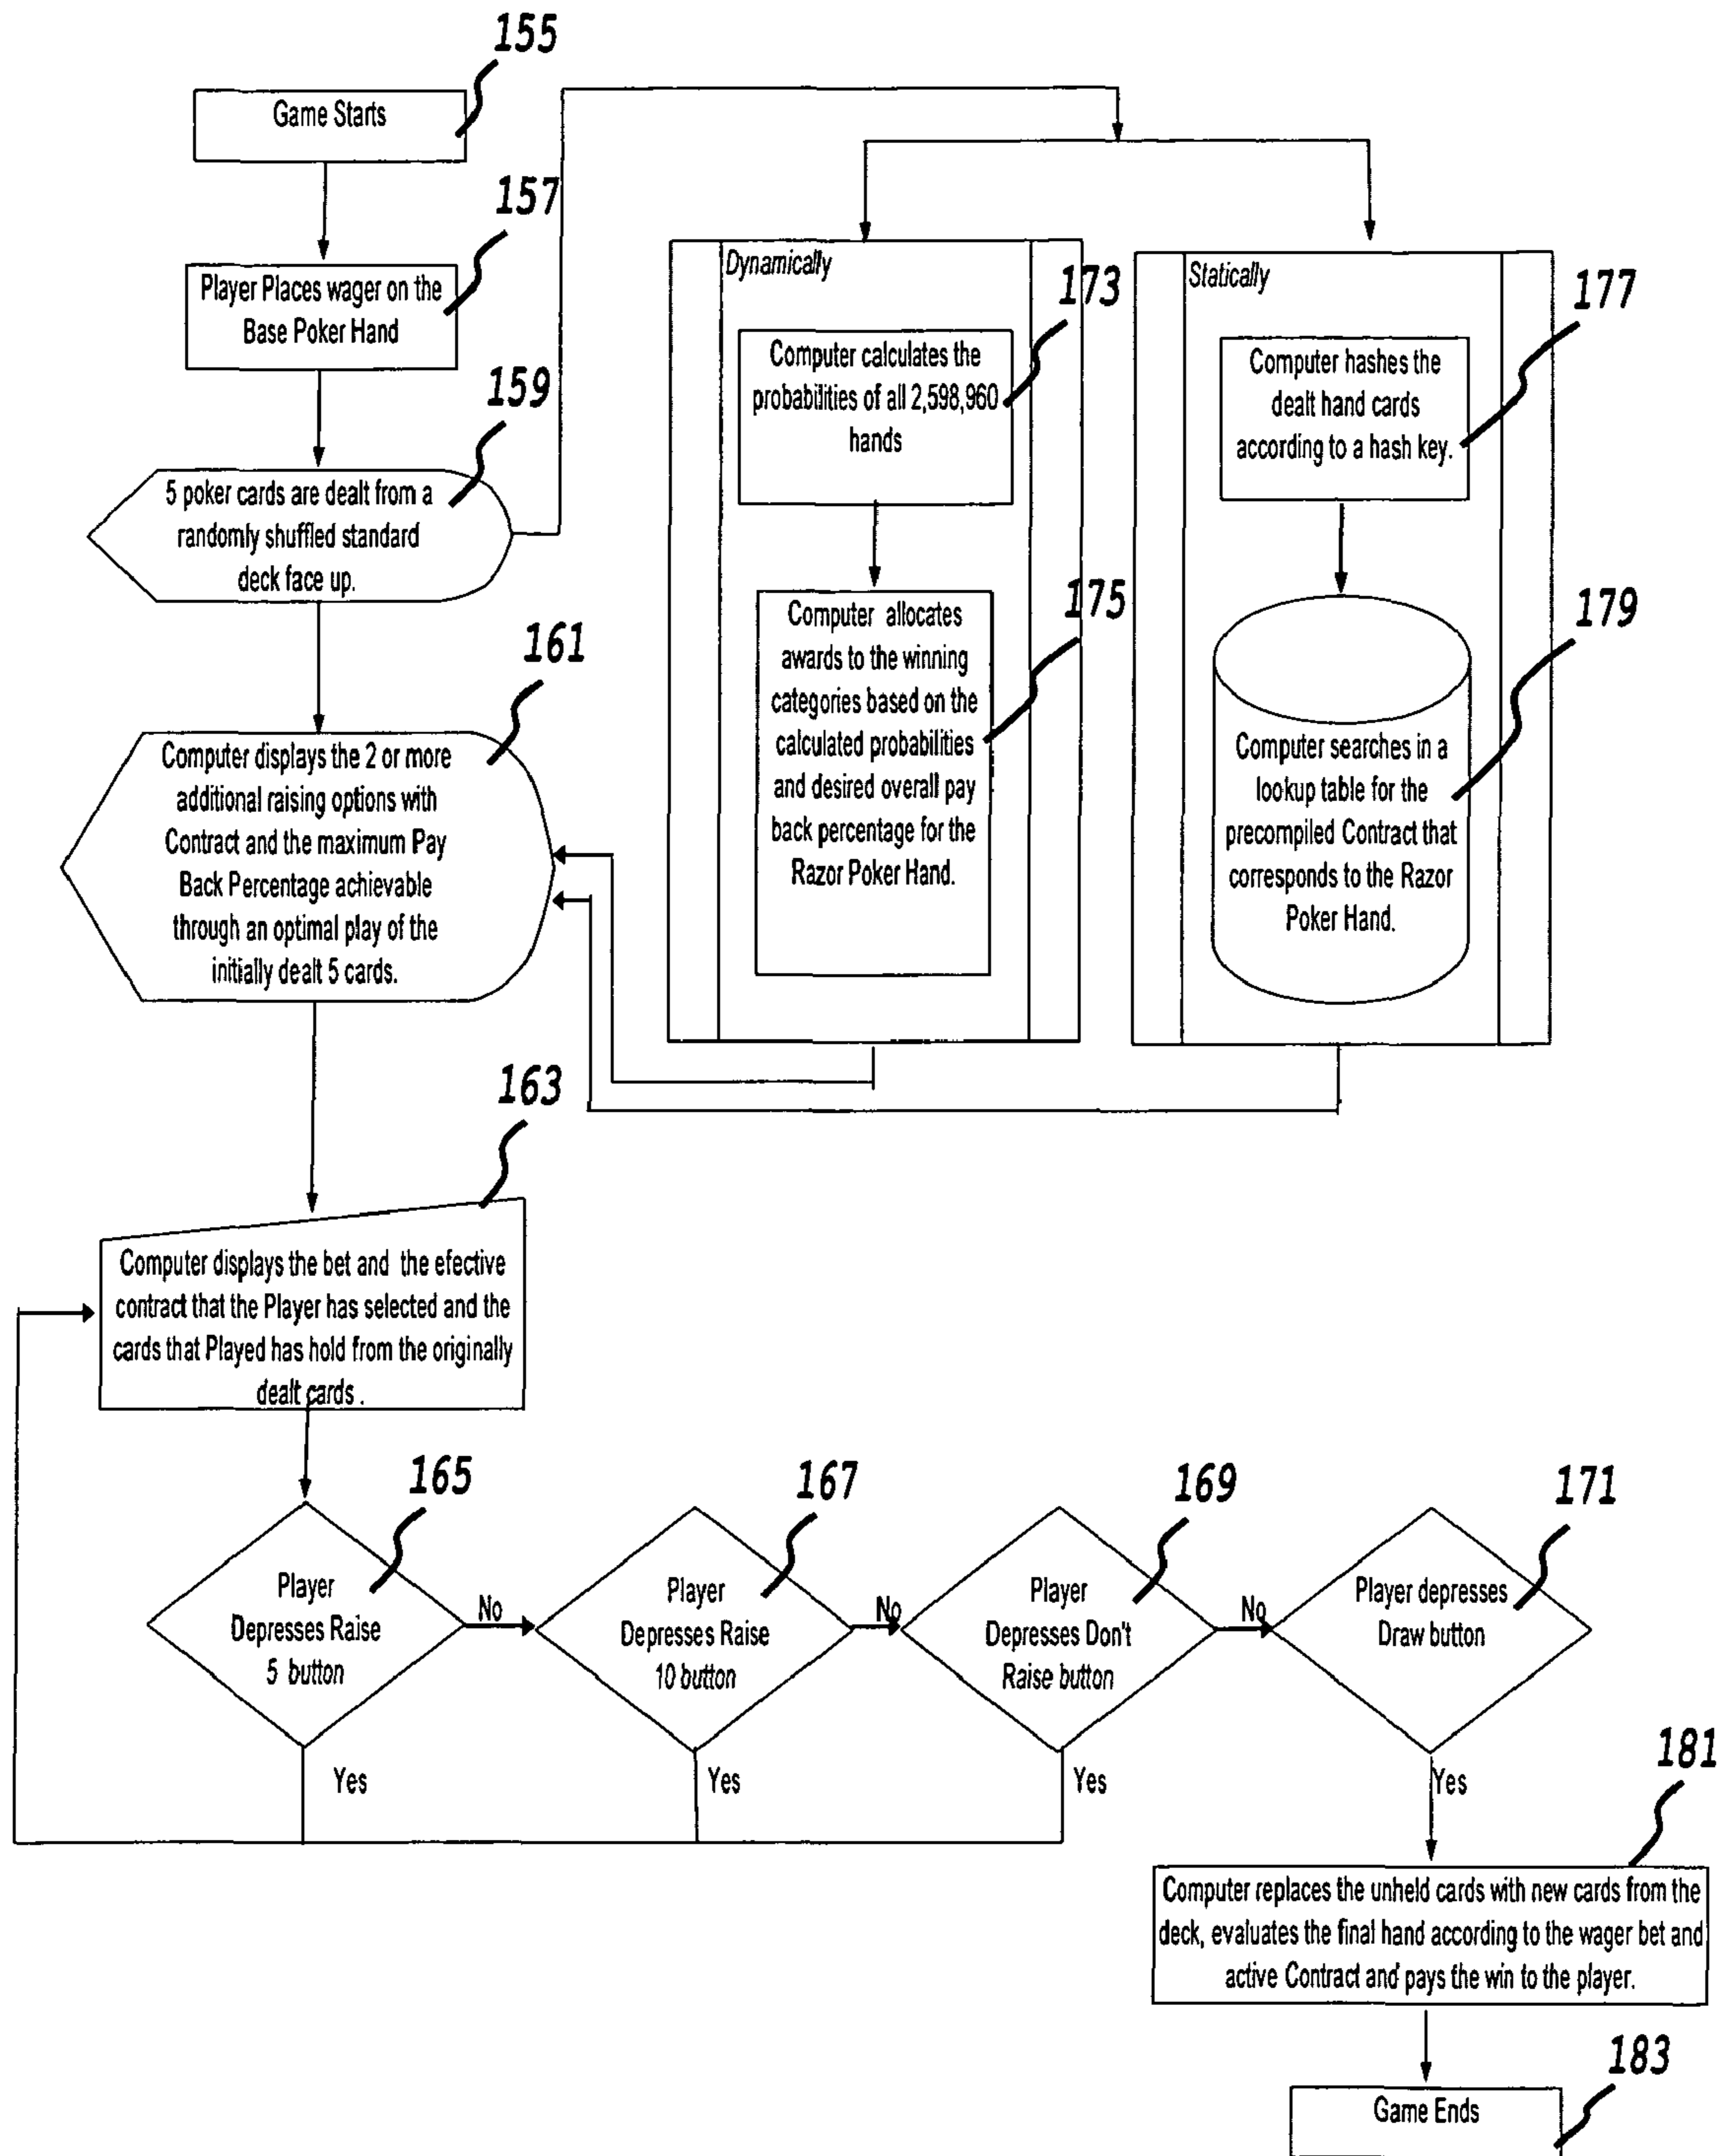 155
Game Starts
157
Player Places wager on the
Base Poker Hand
159
5 poker cards are dealt from a
randomly shuffled standard
deck face up.
161
Computer displays the 2 or more
additional raising options with
Contract and the maximum Pay
Back Percentage achievable
through an optimal play of the
initially dealt 5 cards.
Dynamically
173
Computer calculates the
probabilities of all 2,598,960
hands
175
Computer allocates
awards to the winning
categories based on the
calculated probabilities
and desired overall pay
back percentage for the
Razor Poker Hand.
Statically
177
Computer hashes the
dealt hand cards
according to a hash key.
179
Computer searches in a
lookup table for the
precompiled Contract that
corresponds to the Razor
Poker Hand.
163
Computer displays the bet and the efective
contract that the Player has selected and the
cards that Played has hold from the originally
dealt cards .
165
Player
Depresses Raise
5 button
No
Yes
167
Player
Depresses Raise
10 button
No
Yes
169
Player
Depresses Don't
Raise button
No
Yes
171
Player depresses
Draw button
Yes
181
Computer replaces the unheld cards with new cards from the
deck, evaluates the final hand according to the wager bet and
active Contract and pays the win to the player.
183
Game Ends